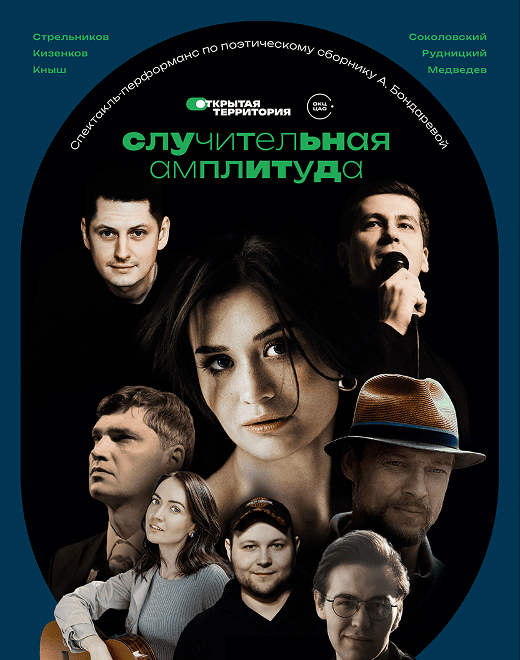 Стрельников
Кизенков
Кныш
Соколовский
Рудницкий
Медведев
Спектакль-перформанс по поэтическому сборнику А. Бондаревой
ОТКРЫТАЯ
ТЕРРИТОРИЯ
ОКЦ
ЦАО
случительная
амплитуда